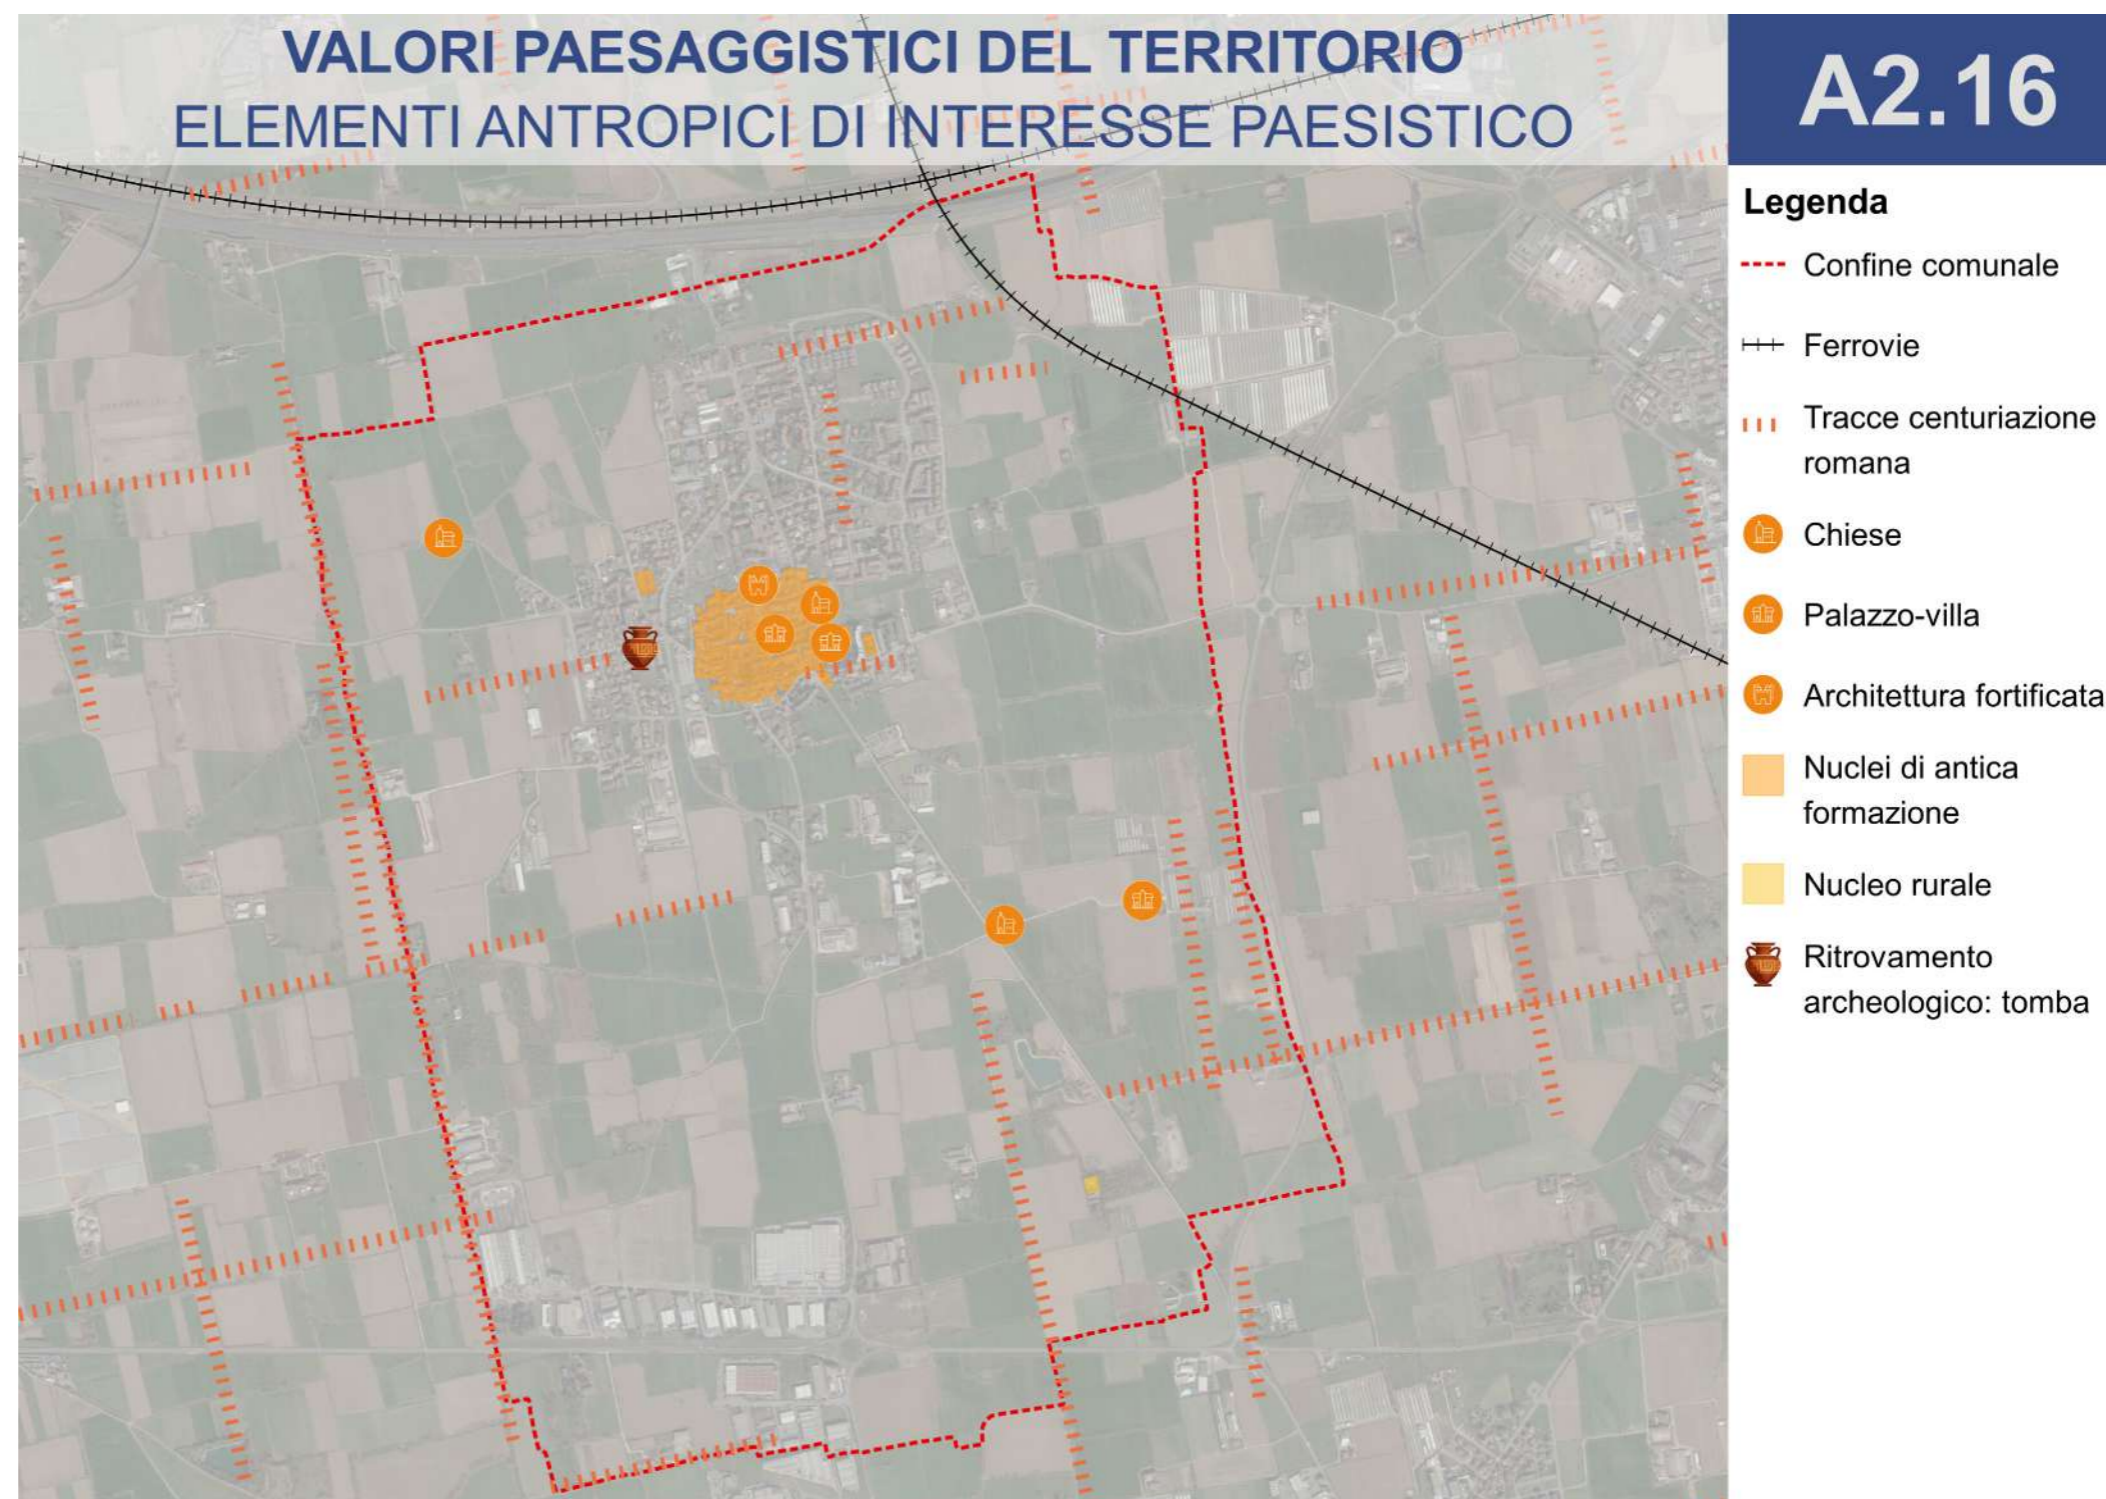 VALORI PAESAGGISTICI DEL TERRITORIO
ELEMENTI ANTROPICI DI INTERESSE PAESISTICO
A2.16
Legenda
Confine comunale
Ferrovie
Tracce centuriazione
romana
Chiese
Palazzo-villa
Architettura fortificata
Nuclei di antica
formazione
Nucleo rurale
Ritrovamento
archeologico: tomba